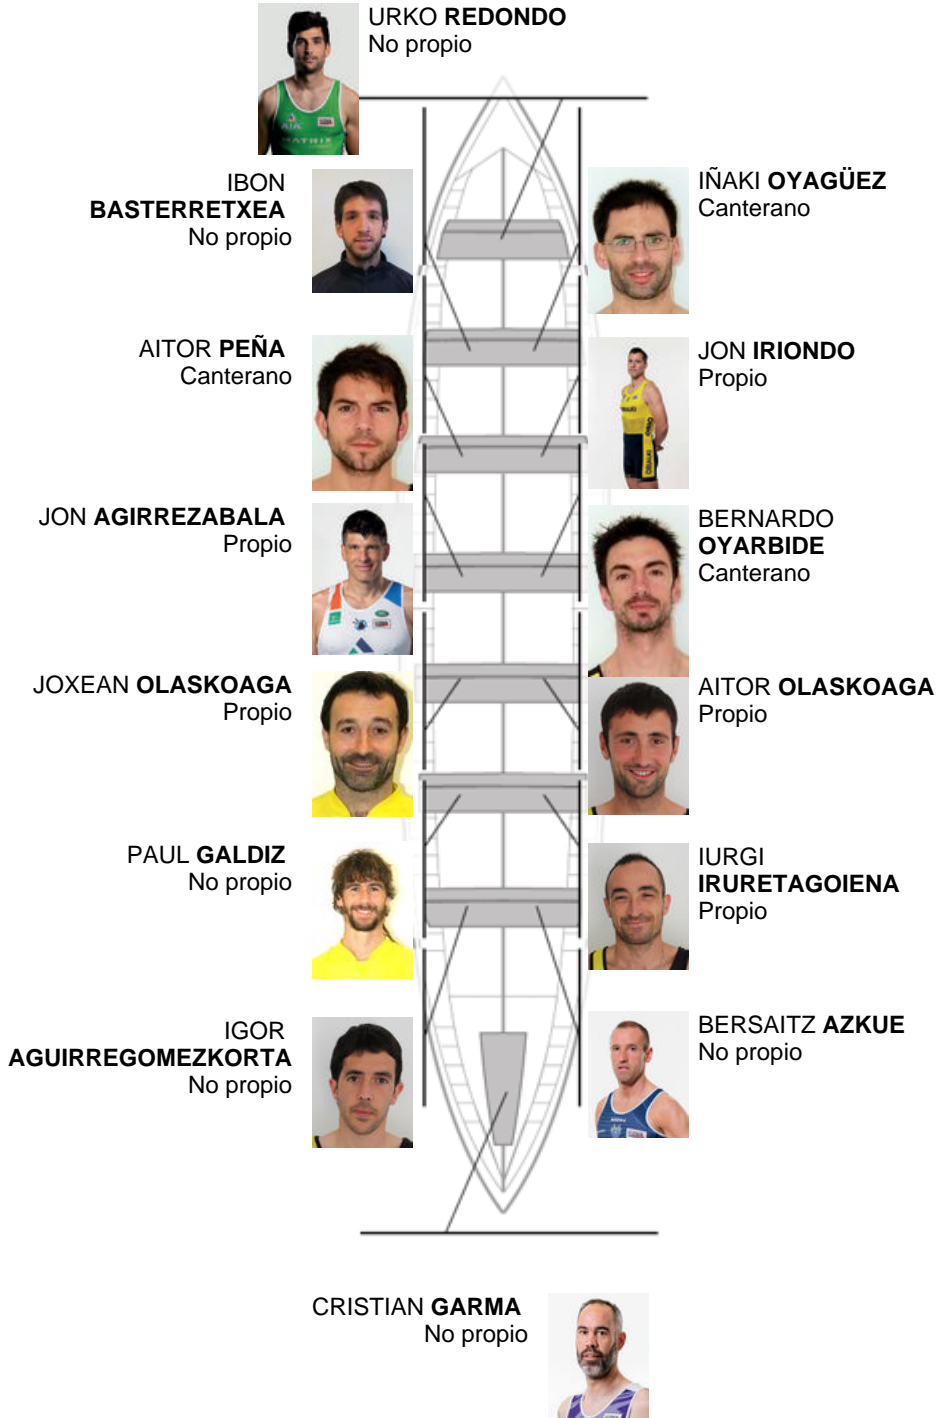 URKO REDONDO
No propio
IBON
BASTERRETXEA
No propio
IÑAKI OYAGÜEZ
Canterano
AITOR PEÑA
Canterano
JON IRIONDO
Propio
JON AGIRREZABALA
Propio
BERNARDO
OYARBIDE
Canterano
JOXEAN OLASKOAGA
Propio
AITOR OLASKOAGA
Propio
PAUL GALDIZ
No propio
IURGI
IRURETAGOIENA
Propio
IGOR
AGUIRREGOMEZKORTA
No propio
BERSAITZ AZKUE
No propio
CRISTIAN GARMA
No propio